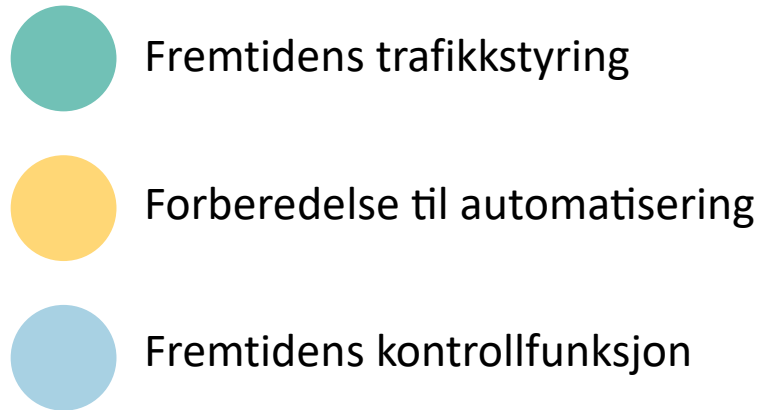 Fremtidens trafikkstyring
Forberedelse til automatisering
Fremtidens kontrollfunksjon